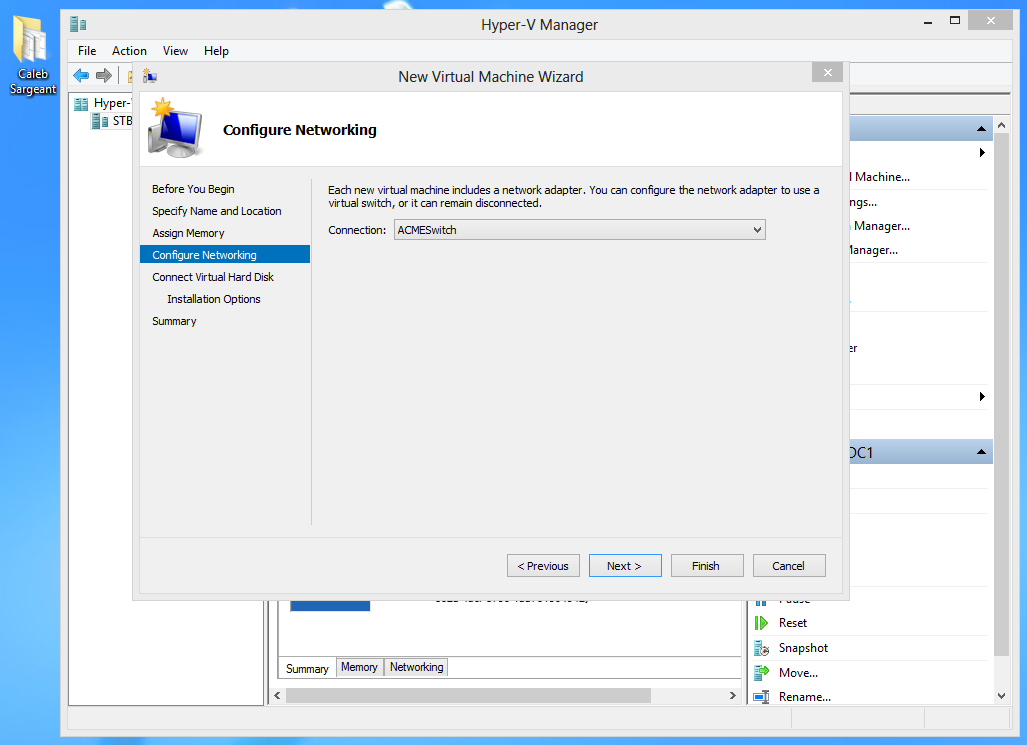 Caleb
Sargeant
Hyper-V Manager
File Action View Help
New Virtual Machine Wizard
Hyper-V
STB
Configure Networking
Before You Begin
Specify Name and Location
Assign Memory
Configure Networking
Connect Virtual Hard Disk
Installation Options
Summary
Each new virtual machine includes a network adapter. You can configure the network adapter to use a
virtual switch, or it can remain disconnected.
Connection: ACMESwitch
< Previous Next > Finish Cancel
l Machine...
ngs...
Manager...
Manager...
er
DC1
Pause
Reset
Snapshot
Move...
Rename...
Summary Memory Networking